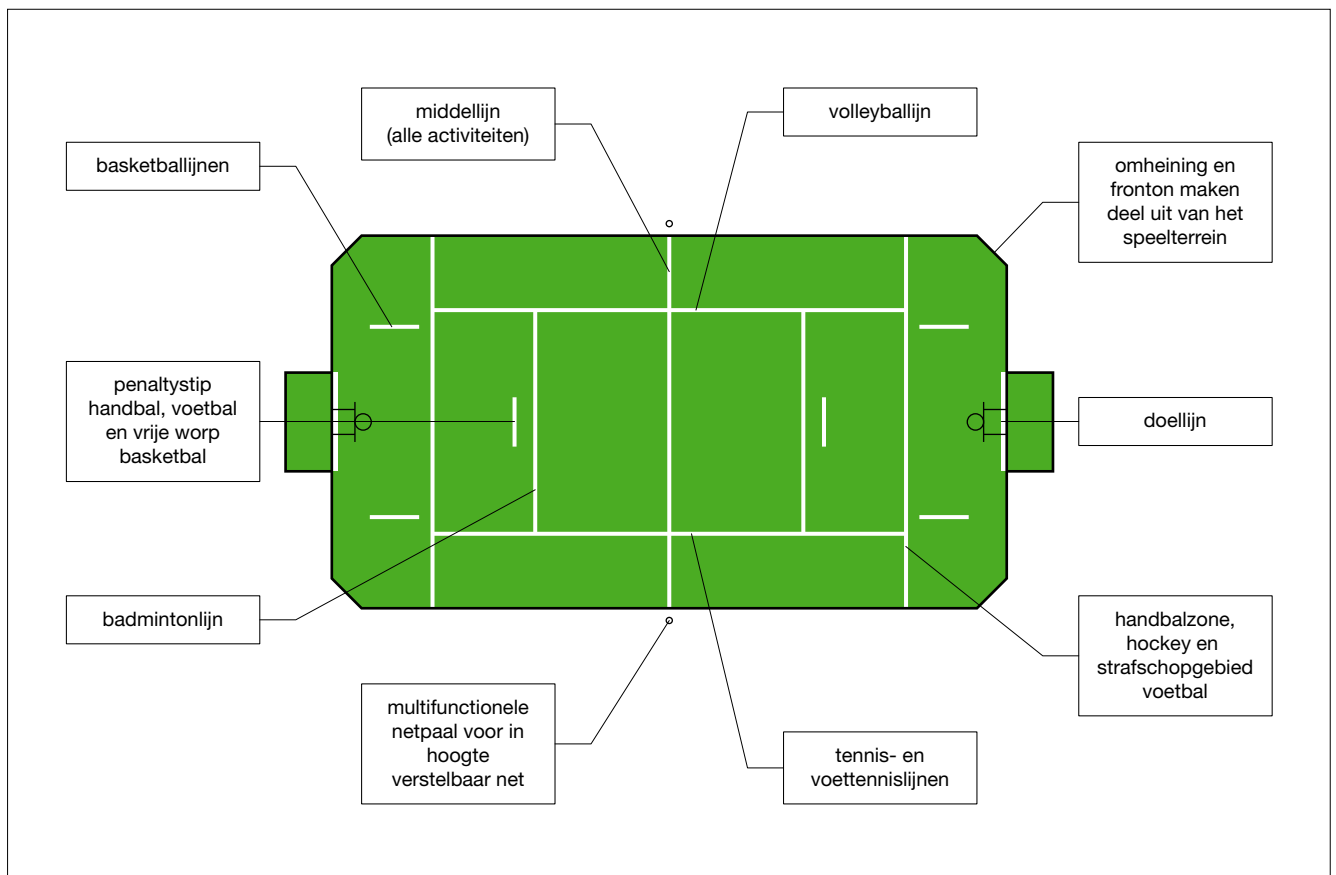 middellijn
(alle activiteiten)
volleyballijn
basketballijnen
omheining en
fronton maken
deel uit van het
speelterrein
penaltystip
handbal, voetbal
en vrije worp
basketbal
doellijn
badmintonlijn
handbalzone,
hockey en
strafschopgebied
voetbal
multifunctionele
netpaal voor in
hoogte
verstelbaar net
tennis- en
voettennislijnen